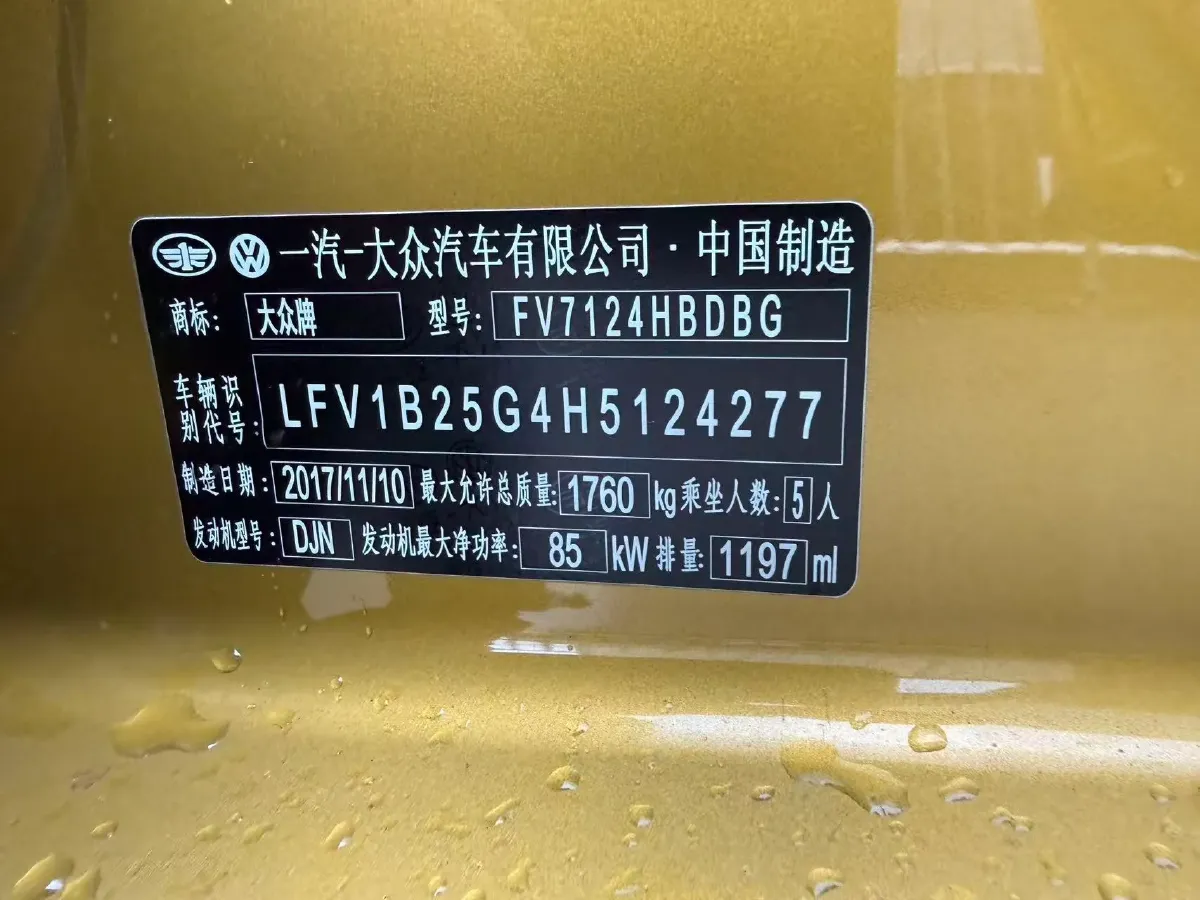 一汽-大众汽车有限公司·中国制造
商标: 大众牌 型号: FV7124HBDBG
车辆识别代号: LFV1B25G4H5124277
制造日期: 2017/11/10 最大允许总质量: 1760 kg 乘坐人数: 5 人
发动机型号: DJN 发动机最大净功率: 85 kW 排量: 1197 ml